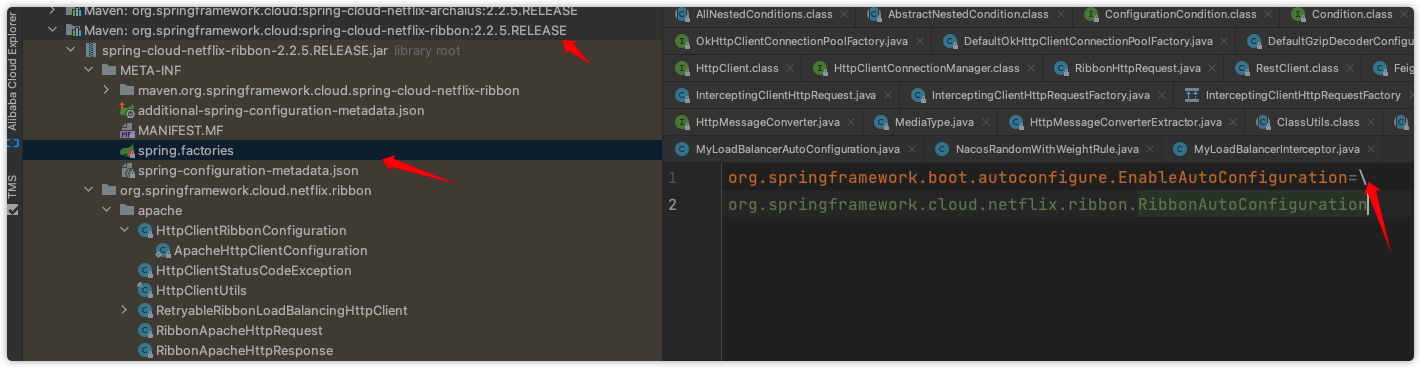 Alibaba Cloud Explorer
TMS
Maven: org.springframework.cloud:spring-cloud-netflix-archaius:2.2.5.RELEASE
Maven: org.springframework.cloud:spring-cloud-netflix-ribbon:2.2.5.RELEASE
spring-cloud-netflix-ribbon-2.2.5.RELEASE.jar library root
META-INF
maven.org.springframework.cloud.spring-cloud-netflix-ribbon
additional-spring-configuration-metadata.json
MANIFEST.MF
spring.factories
spring-configuration-metadata.json
org.springframework.cloud.netflix.ribbon
apache
HttpClientRibbonConfiguration
ApacheHttpClientConfiguration
HttpClientStatusCodeException
HttpClientUtils
RetryableRibbonLoadBalancingHttpClient
RibbonApacheHttpRequest
RibbonApacheHttpResponse
AllNestedConditions.class AbstractNestedCondition.class ConfigurationCondition.class Condition.class
OkHttpClientConnectionPoolFactory.java DefaultOkHttpClientConnectionPoolFactory.java DefaultGzipDecoderConfigu
HttpClient.class HttpClientConnectionManager.class RibbonHttpRequest.java RestClient.class Feig
InterceptingClientHttpRequest.java InterceptingClientHttpRequestFactory.java InterceptingClientHttpRequestFactory
HttpMessageConverter.java MediaType.java HttpMessageConverterExtractor.java ClassUtils.class
MyLoadBalancerAutoConfiguration.java NacosRandomWithWeightRule.java MyLoadBalancerInterceptor.java
1 org.springframework.boot.autoconfigure.EnableAutoConfiguration=\
2 org.springframework.cloud.netflix.ribbon.RibbonAutoConfiguration